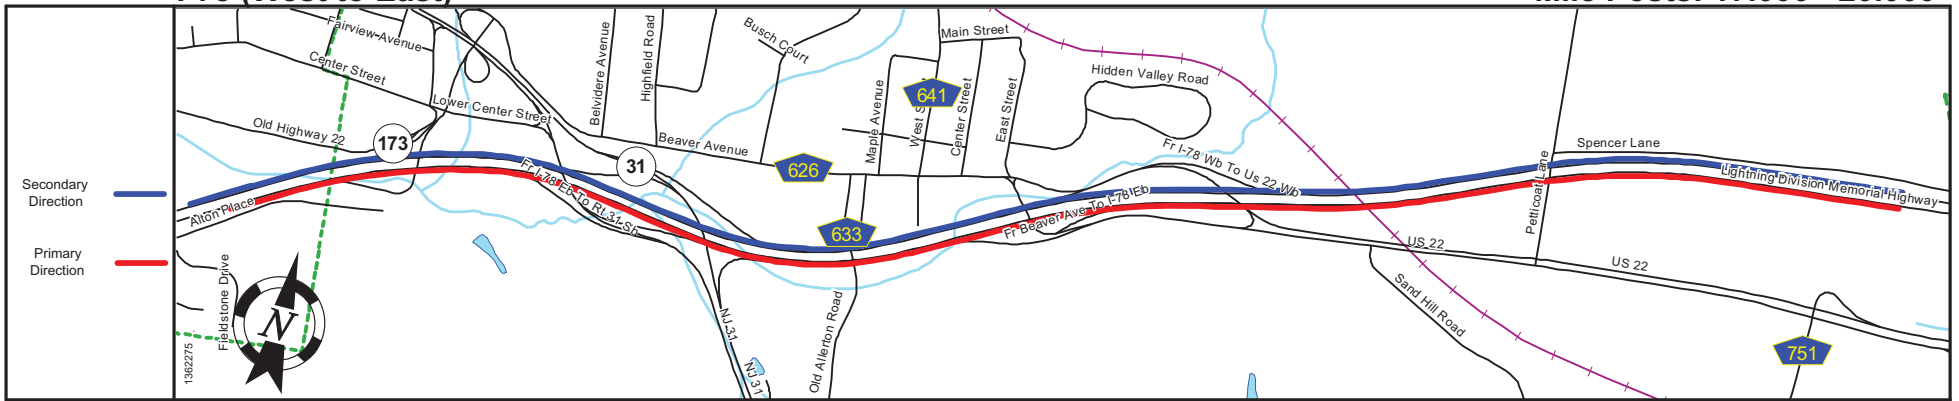 Secondary
Direction
Primary
Direction
Fairview Avenue
Center Street
Lower Center Street
Old Highway 22
173
Alton Place
Fieldstone Drive
1362275
N
Belvidere Avenue
Highfield Road
Busch Court
Beaver Avenue
31
626
633
Fr I-78 Eb To Rt 31 Sb
NJ 31
NJ 31
Old Allerton Road
Maple Avenue
641
Main Street
Center Street
East Street
Hidden Valley Road
Fr I-78 Wb To Us 22 Wb
Fr Beaver Ave To I-78 Eb
US 22
Sand Hill Road
Petticoat Lane
Spencer Lane
Lightning Division Memorial Highway
US 22
751